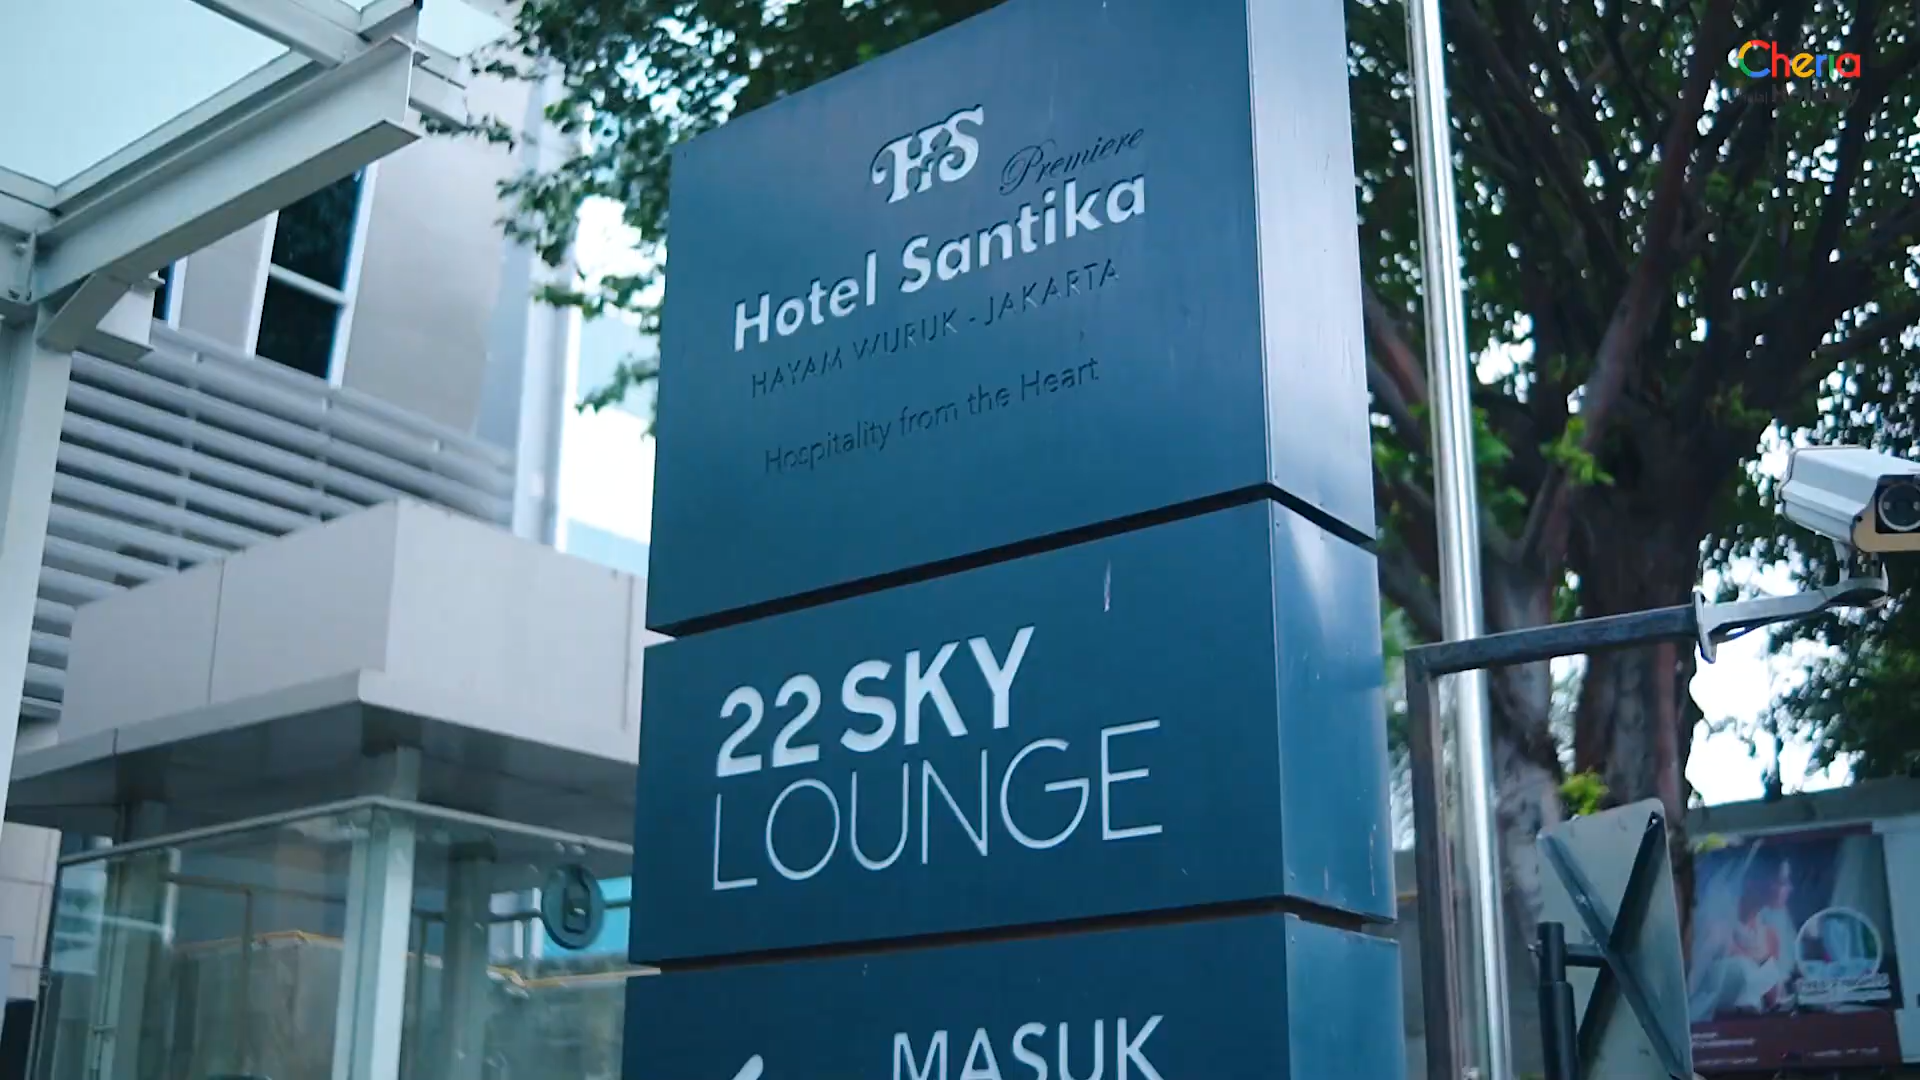 Cheria
HS Premiere
Hotel Santika
HAYAM WURUK - JAKARTA
Hospitality from the Heart
22 SKY
LOUNGE
MASUK